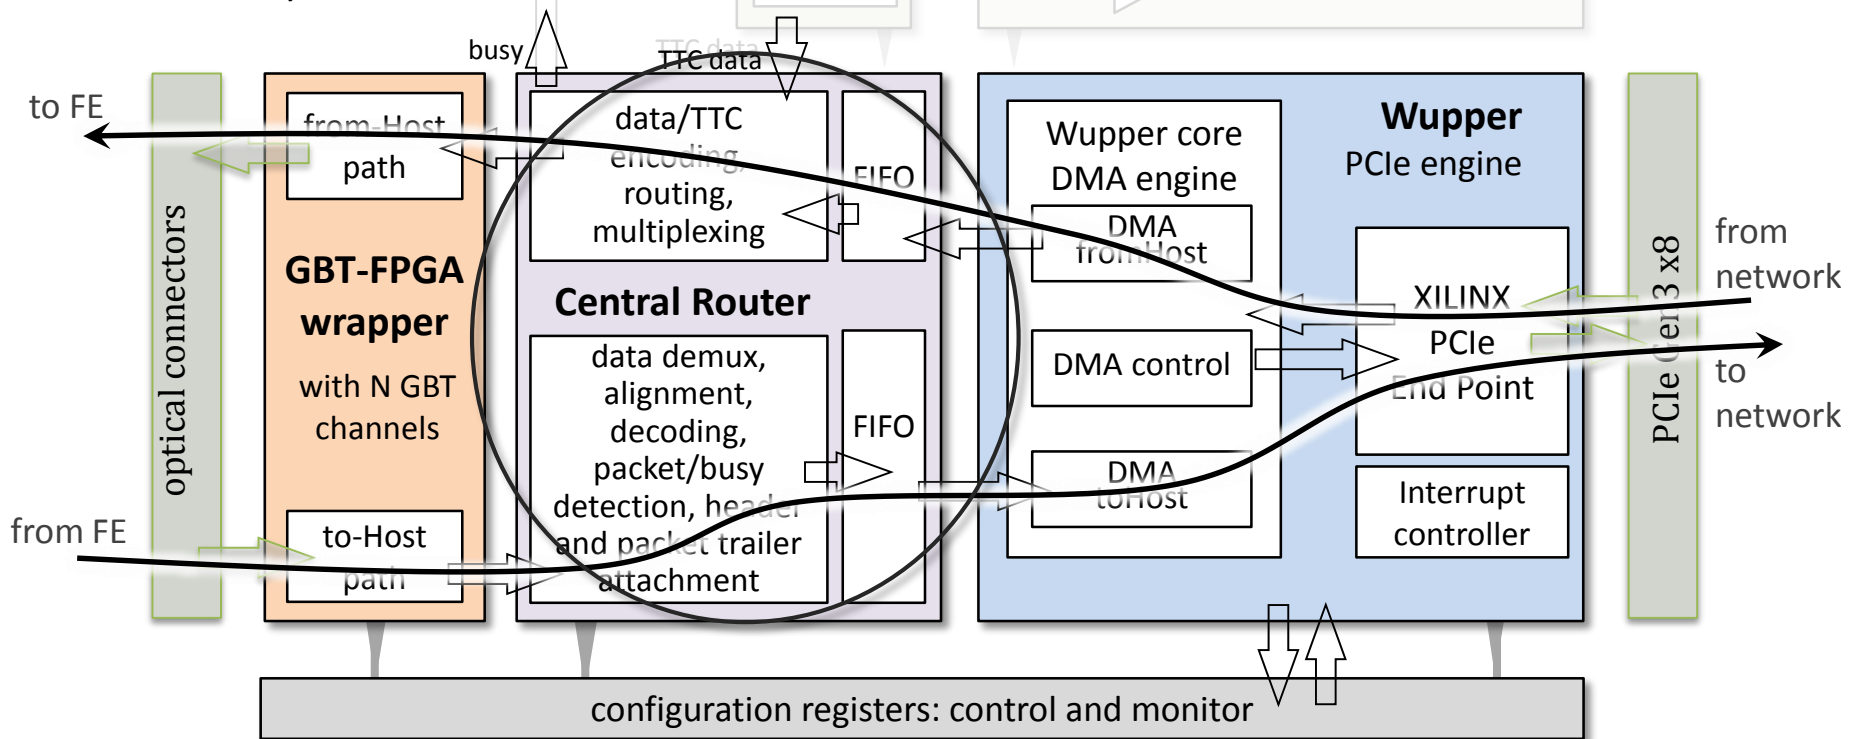 busy
TTC data
to FE
optical connectors
from-Host
path
GBT-FPGA
wrapper
with N GBT
channels
to-Host
path
from FE
data/TTC
encoding,
routing,
multiplexing
FIFO
Central Router
data demux,
alignment,
decoding,
packet/busy
detection, header
and packet trailer
attachment
FIFO
Wupper core
DMA engine
DMA
fromHost
DMA control
DMA
toHost
Wupper
PCIe engine
XILINX
PCIe
End Point
Interrupt
controller
PCIe Gen3 x8
from
network
to
network
configuration registers: control and monitor